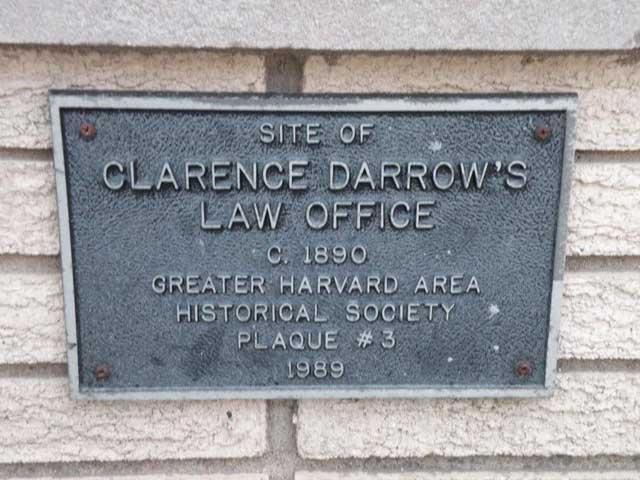 SITE OF
CLARENCE DARROW'S
LAW OFFICE
C. 1890
GREATER HARVARD AREA
HISTORICAL SOCIETY
PLAQUE #3
1989